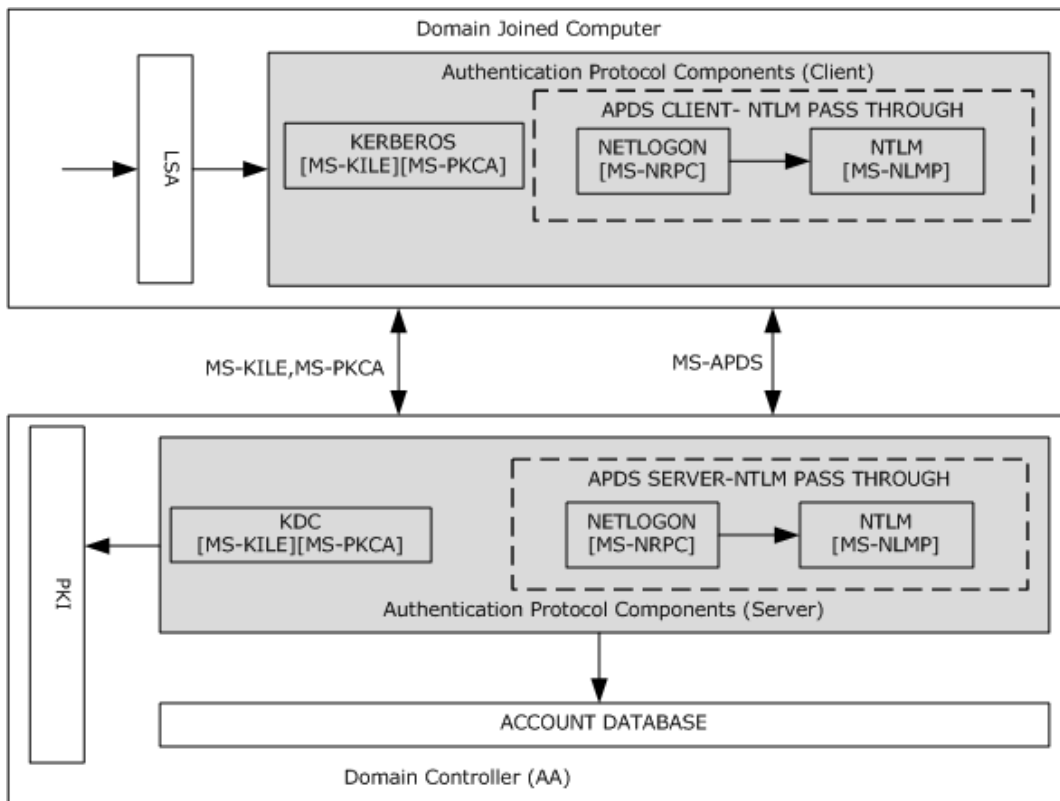 Domain Joined Computer
Authentication Protocol Components (Client)
LSA
KERBEROS
[MS-KILE][MS-PKCA]
APDS CLIENT- NTLM PASS THROUGH
NETLOGON
[MS-NRPC]
NTLM
[MS-NLMP]
MS-KILE,MS-PKCA
MS-APDS
PKI
KDC
[MS-KILE][MS-PKCA]
APDS SERVER-NTLM PASS THROUGH
NETLOGON
[MS-NRPC]
NTLM
[MS-NLMP]
Authentication Protocol Components (Server)
ACCOUNT DATABASE
Domain Controller (AA)